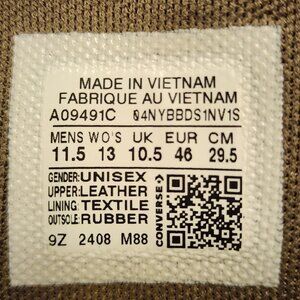 MADE IN VIETNAM
FABRIQUE AU VIETNAM
A09491C 04NYBBDS1NV1S
MENS WO'S UK EUR CM
11.5 13 10.5 46 29.5
GENDER:UNISEX
UPPER:LEATHER
LINING:TEXTILE
OUTSOLE:RUBBER
CONVERSE
9Z 2408 M88